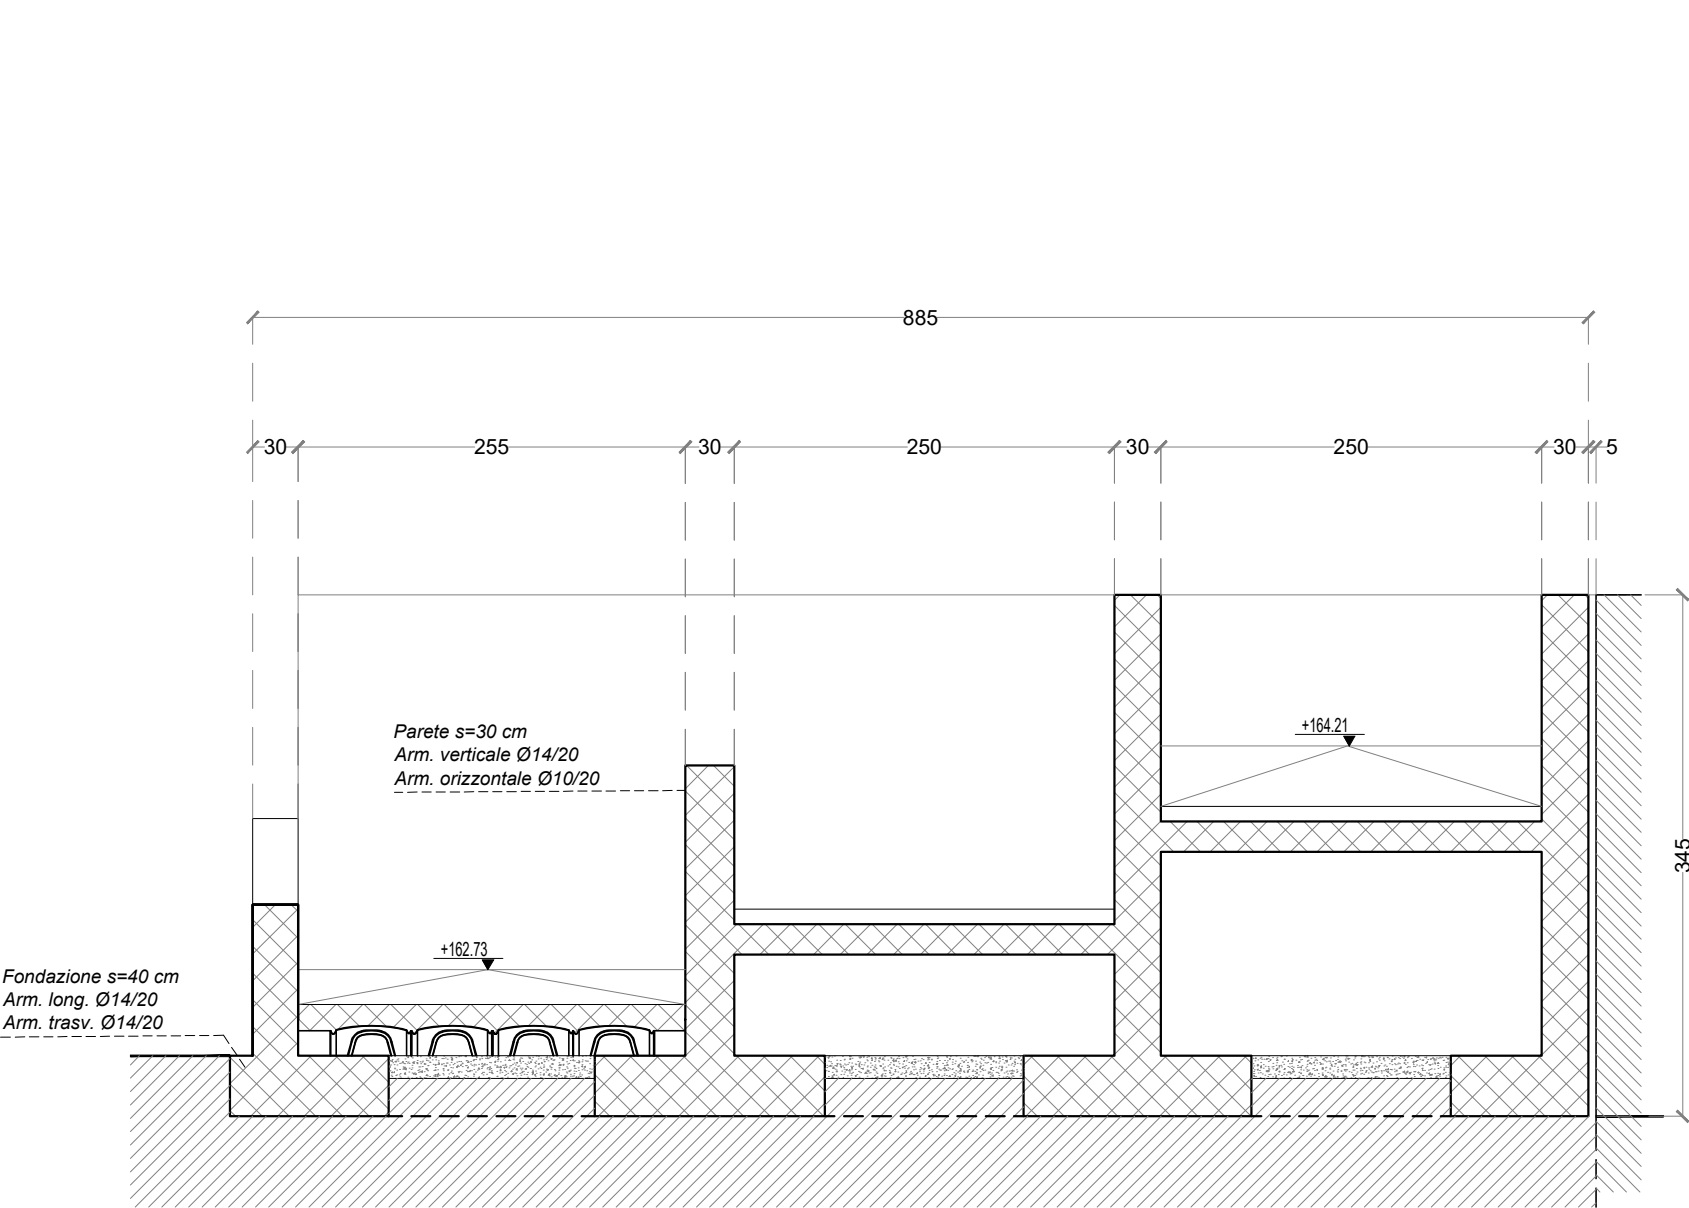 885
30 255 30 250 30 250 30 5
+164.21
Parete s=30 cm
Arm. verticale Ø14/20
Arm. orizzontale Ø10/20
345
+162.73
Fondazione s=40 cm
Arm. long. Ø14/20
Arm. trasv. Ø14/20